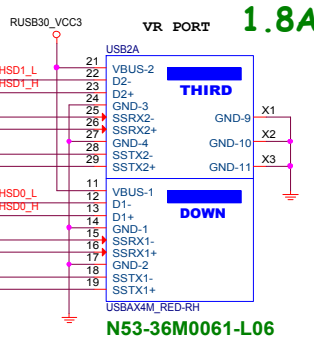 RUSB30_VCC3
VR PORT
1.8A
USB2A
21 VBUS-2
HSD1_L 22 D2-
HSD1_H 23 D2+
THIRD
24 GND-3
25 SSRX2- GND-9 X1
26 SSRX2+
27 GND-4 GND-10 X2
28 SSTX2-
29 SSTX2+ GND-11 X3
11 VBUS-1
HSD0_L 12 D1-
HSD0_H 13 D1+
DOWN
14 GND-1
15 SSRX1-
16 SSRX1+
17 GND-2
18 SSTX1-
19 SSTX1+
USBAX4M_RED-RH
N53-36M0061-L06